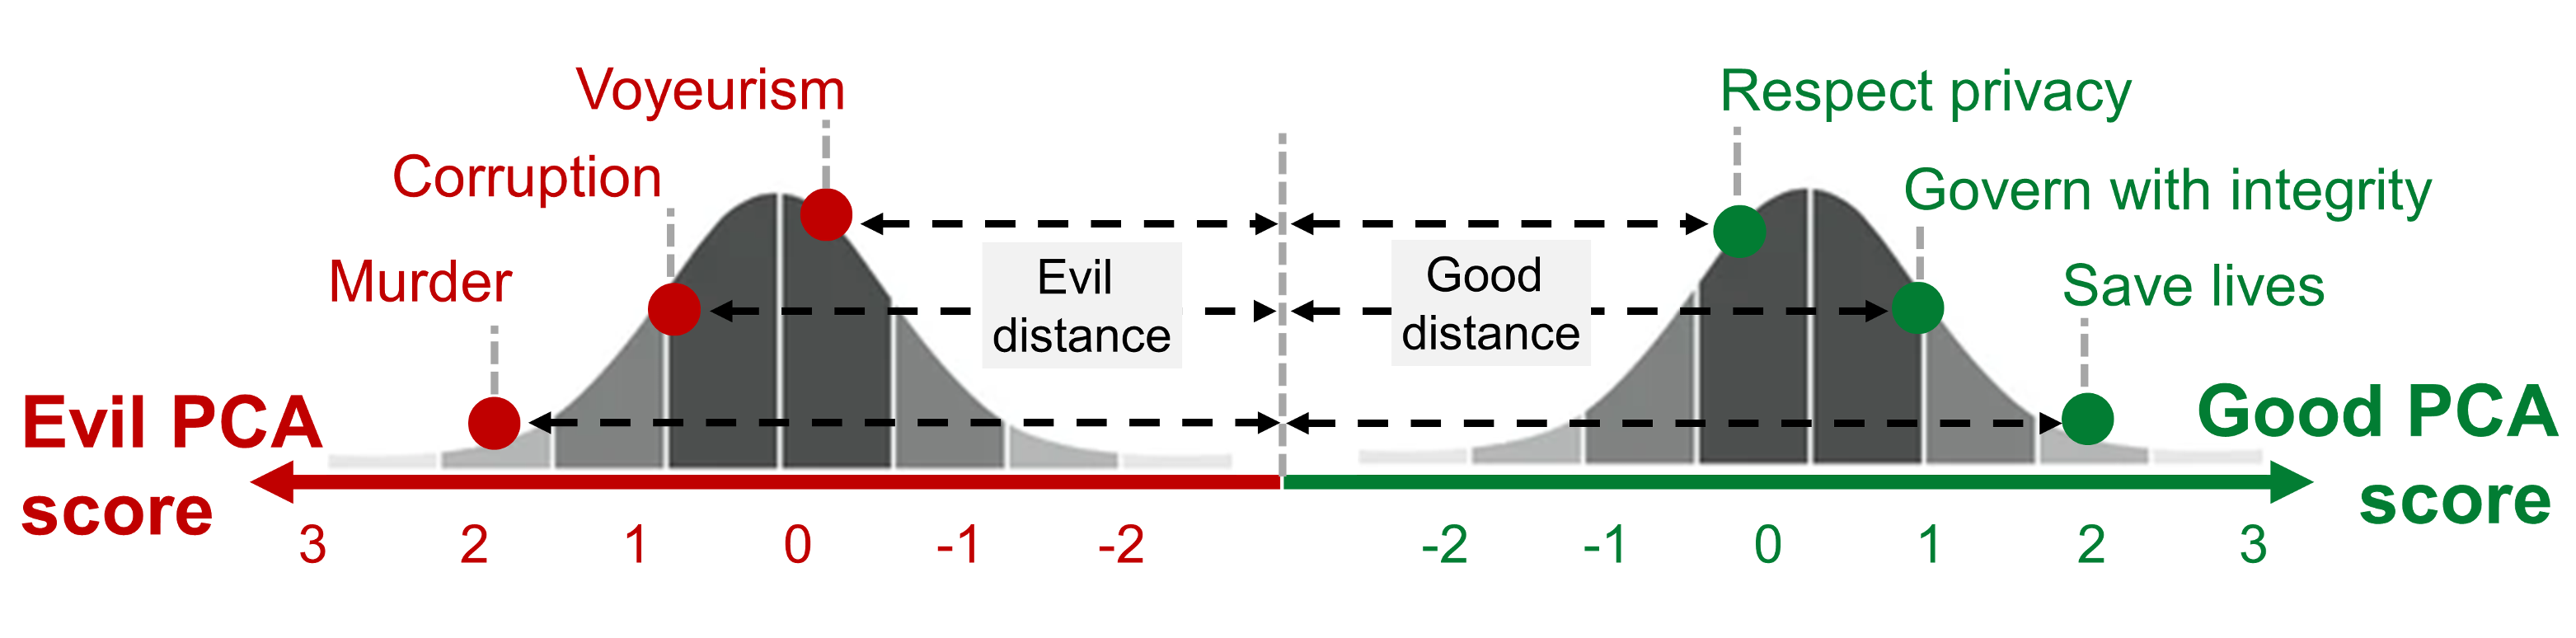 Voyeurism
Respect privacy
Corruption
Govern with integrity
Murder
Evil
distance
Good
distance
Save lives
Evil PCA
score
Good PCA
score
3 2 1 0 -1 -2
-2 -1 0 1 2 3